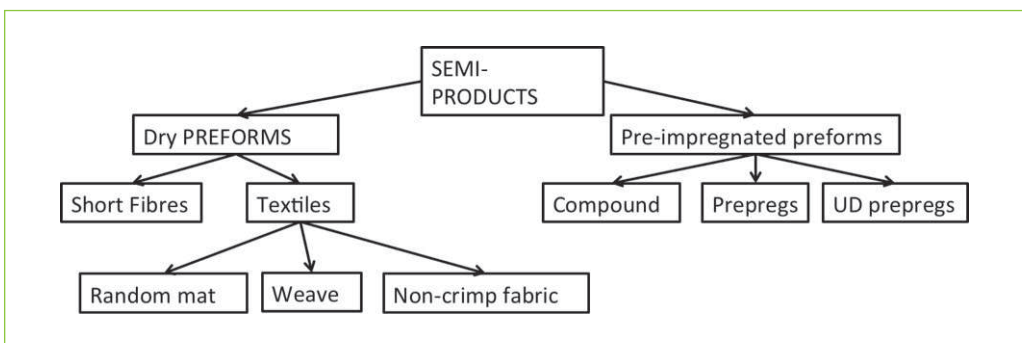 SEMI-
PRODUCTS
Dry PREFORMS
Pre-impregnated preforms
Short Fibres
Textiles
Compound
Prepregs
UD prepregs
Random mat
Weave
Non-crimp fabric